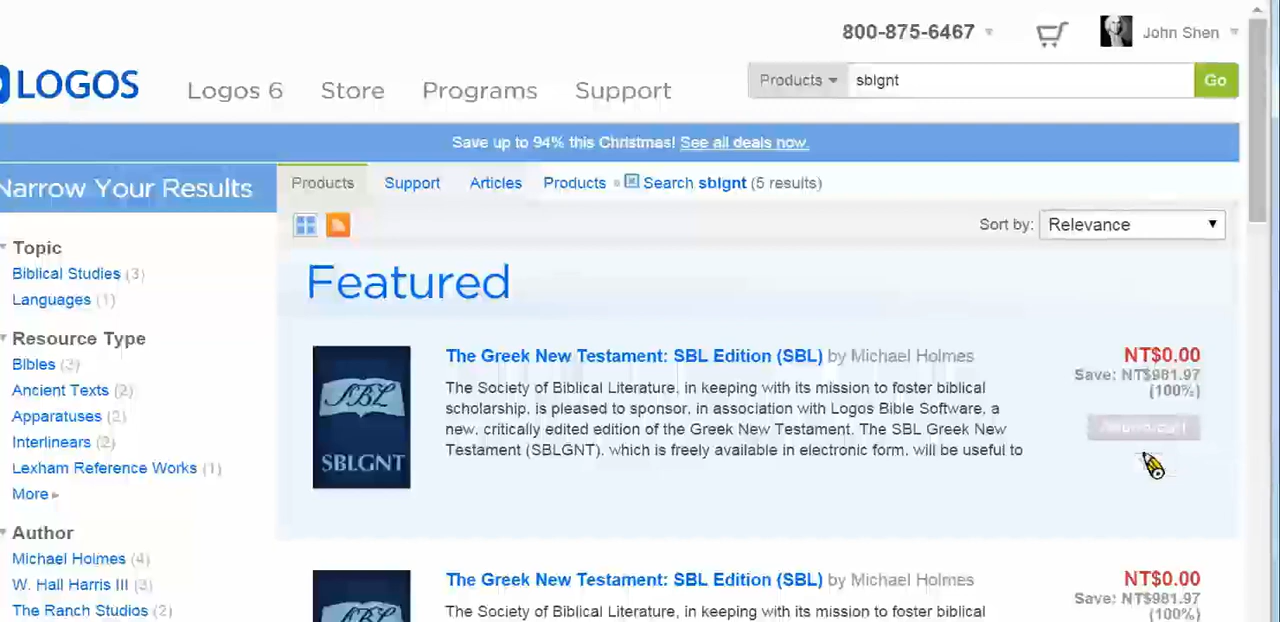 800-875-6467
John Shen
LOGOS
Logos 6
Store
Programs
Support
Products
sblgnt
Go
Save up to 94% this Christmas! See all deals now.
Narrow Your Results
Products Support Articles Products Search sblgnt (5 results)
Sort by: Relevance
Topic
Biblical Studies (3)
Languages (1)
Resource Type
Bibles (3)
Ancient Texts (2)
Apparatuses (2)
Interlinears (2)
Lexham Reference Works (1)
More
Author
Michael Holmes (4)
W. Hall Harris III (3)
The Ranch Studios (2)
Featured
SBL
SBLGNT
The Greek New Testament: SBL Edition (SBL) by Michael Holmes
The Society of Biblical Literature, in keeping with its mission to foster biblical
scholarship, is pleased to sponsor, in association with Logos Bible Software, a
new, critically edited edition of the Greek New Testament. The SBL Greek New
Testament (SBLGNT), which is freely available in electronic form, will be useful to
NT$0.00
Save: NT$981.97
(100%)
The Greek New Testament: SBL Edition (SBL) by Michael Holmes
The Society of Biblical Literature, in keeping with its mission to foster biblical
NT$0.00
Save: NT$981.97
(100%)